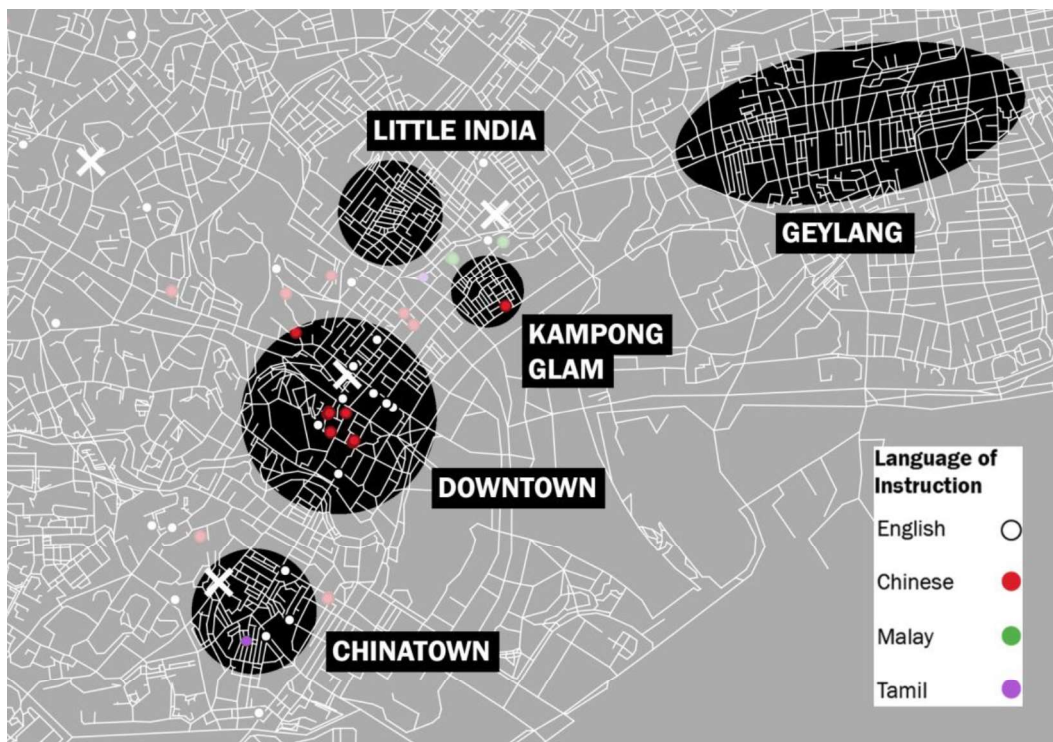 LITTLE INDIA
GEYLANG
KAMPONG
GLAM
DOWNTOWN
CHINATOWN
Language of
Instruction
English
Chinese
Malay
Tamil